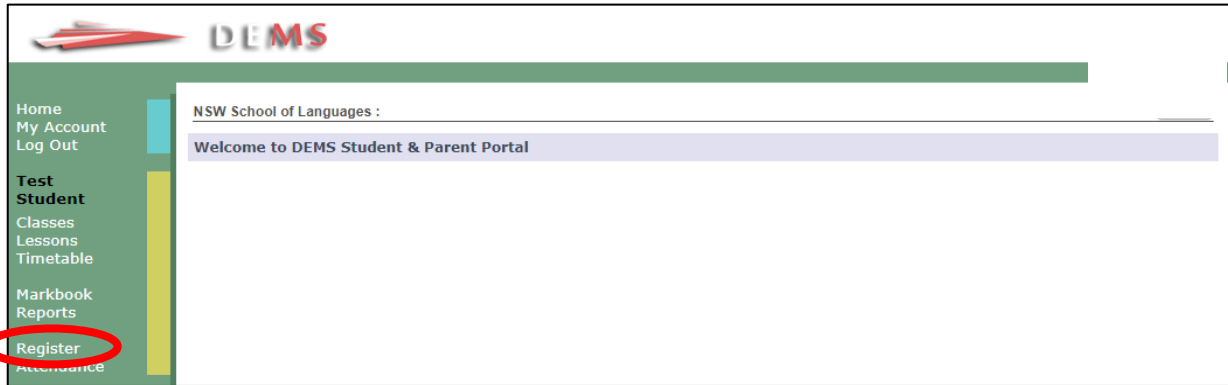 DEMS
Home
My Account
Log Out
NSW School of Languages :
Welcome to DEMS Student & Parent Portal
Test
Student
Classes
Lessons
Timetable
Markbook
Reports
Register
Attendance